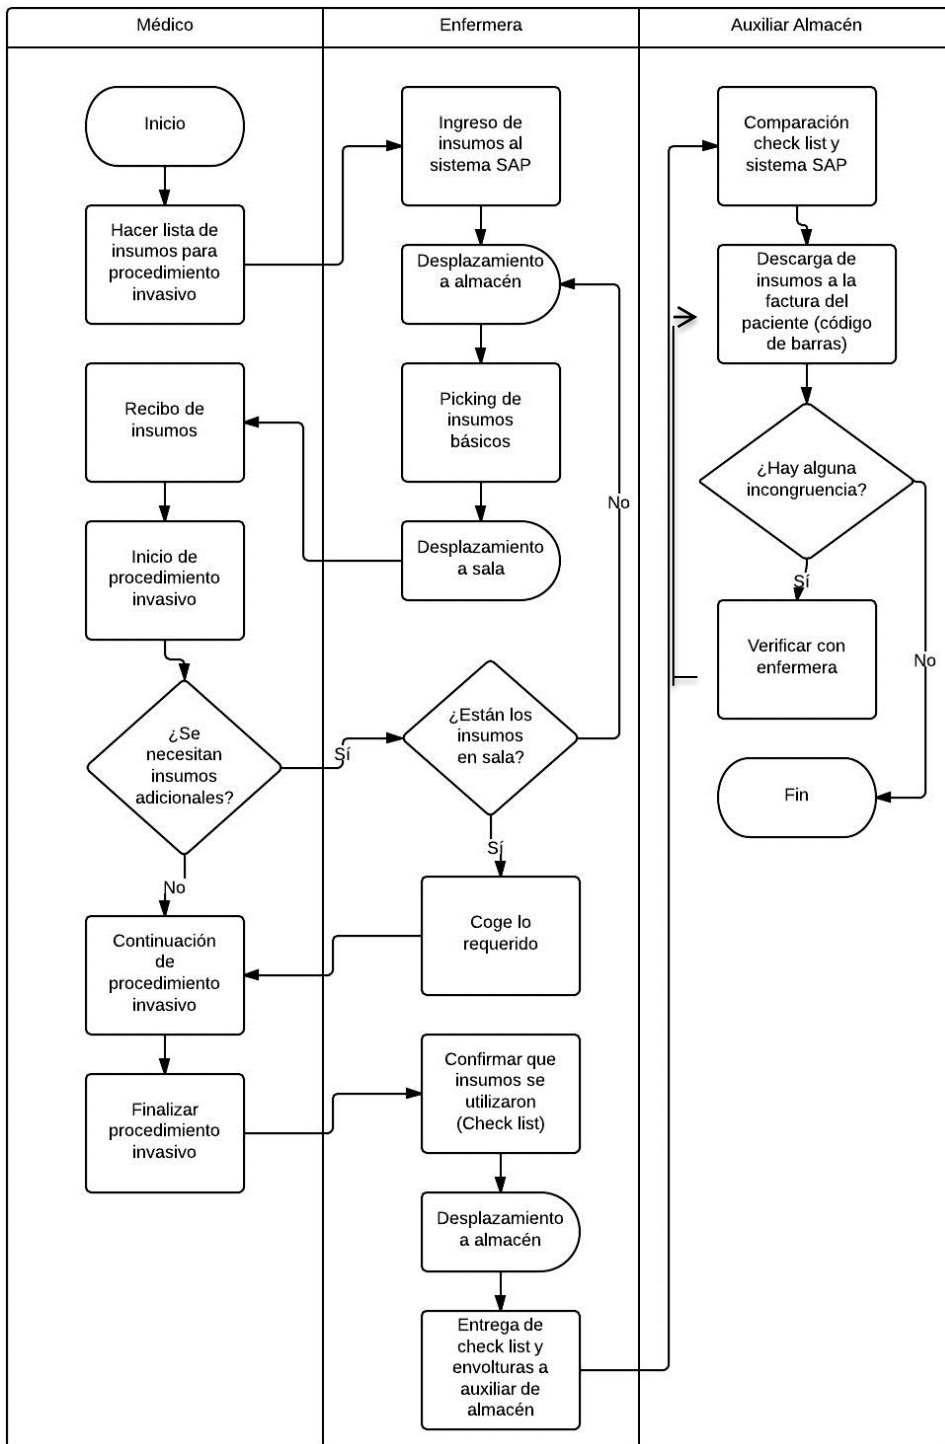 Médico
Enfermera
Auxiliar Almacén
Inicio
Hacer lista de
insumos para
procedimiento
invasivo
Recibo de
insumos
Inicio de
procedimiento
invasivo
¿Se
necesitan
insumos
adicionales?
Sí
No
Continuación
de
procedimiento
invasivo
Finalizar
procedimiento
invasivo
Ingreso de
insumos al
sistema SAP
Desplazamiento
a almacén
Picking de
insumos
básicos
Desplazamiento
a sala
¿Están los
insumos
en sala?
No
Sí
Coge lo
requerido
Confirmar que
insumos se
utilizaron
(Check list)
Desplazamiento
a almacén
Entrega de
check list y
envolturas a
auxiliar de
almacén
Comparación
check list y
sistema SAP
Descarga de
insumos a la
factura del
paciente (código
de barras)
¿Hay alguna
incongruencia?
Sí
No
Verificar con
enfermera
Fin